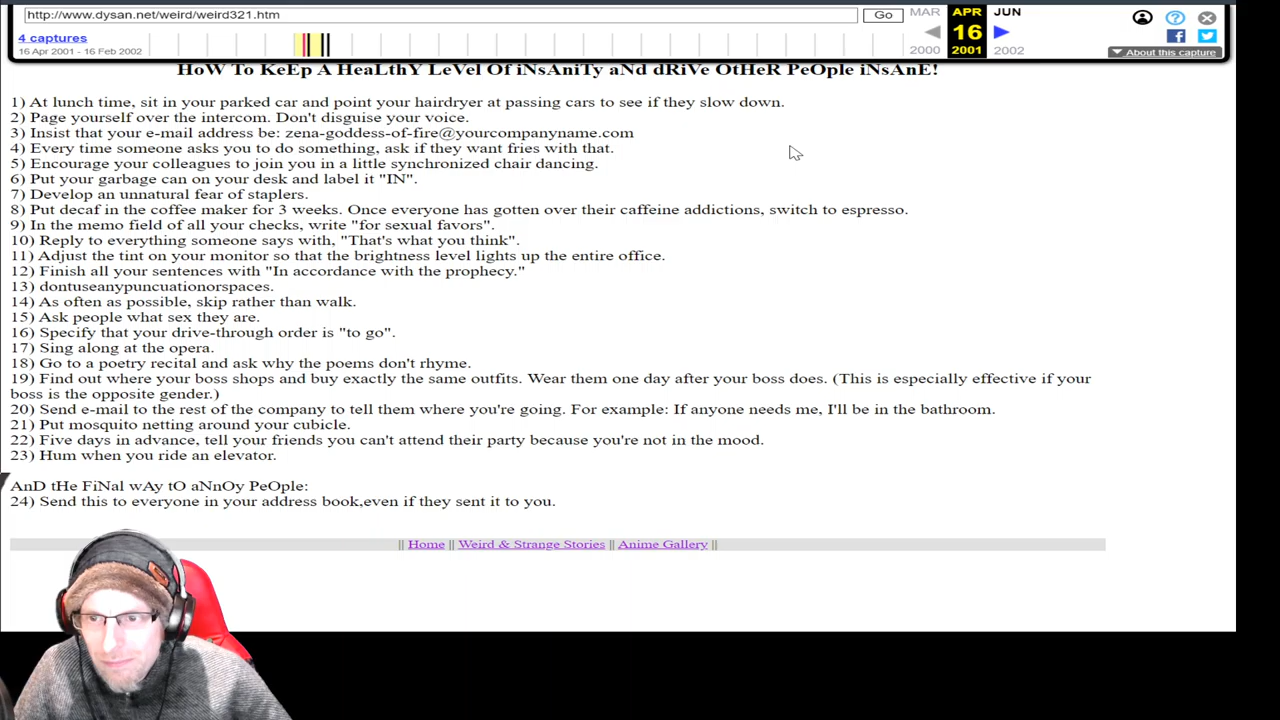 http://www.dysan.net/weird/weird321.htm
Go
MAR
APR
JUN
4 captures
16
16 Apr 2001 - 16 Feb 2002
2000
2001
2002
About this capture
HoW To KeEp A HeaLthY LeVel Of iNsAniTy aNd dRiVe OtHeR PeOple iNsAnE!
1) At lunch time, sit in your parked car and point your hairdryer at passing cars to see if they slow down.
2) Page yourself over the intercom. Don't disguise your voice.
3) Insist that your e-mail address be: zena-goddess-of-fire@yourcompanyname.com
4) Every time someone asks you to do something, ask if they want fries with that.
5) Encourage your colleagues to join you in a little synchronized chair dancing.
6) Put your garbage can on your desk and label it "IN".
7) Develop an unnatural fear of staplers.
8) Put decaf in the coffee maker for 3 weeks. Once everyone has gotten over their caffeine addictions, switch to espresso.
9) In the memo field of all your checks, write "for sexual favors".
10) Reply to everything someone says with, "That's what you think".
11) Adjust the tint on your monitor so that the brightness level lights up the entire office.
12) Finish all your sentences with "In accordance with the prophecy."
13) dontuseanypuncuationorspaces.
14) As often as possible, skip rather than walk.
15) Ask people what sex they are.
16) Specify that your drive-through order is "to go".
17) Sing along at the opera.
18) Go to a poetry recital and ask why the poems don't rhyme.
19) Find out where your boss shops and buy exactly the same outfits. Wear them one day after your boss does. (This is especially effective if your
boss is the opposite gender.)
20) Send e-mail to the rest of the company to tell them where you're going. For example: If anyone needs me, I'll be in the bathroom.
21) Put mosquito netting around your cubicle.
22) Five days in advance, tell your friends you can't attend their party because you're not in the mood.
23) Hum when you ride an elevator.
AnD tHe FiNal wAy tO aNnOy PeOple:
24) Send this to everyone in your address book,even if they sent it to you.
|| Home || Weird & Strange Stories || Anime Gallery ||